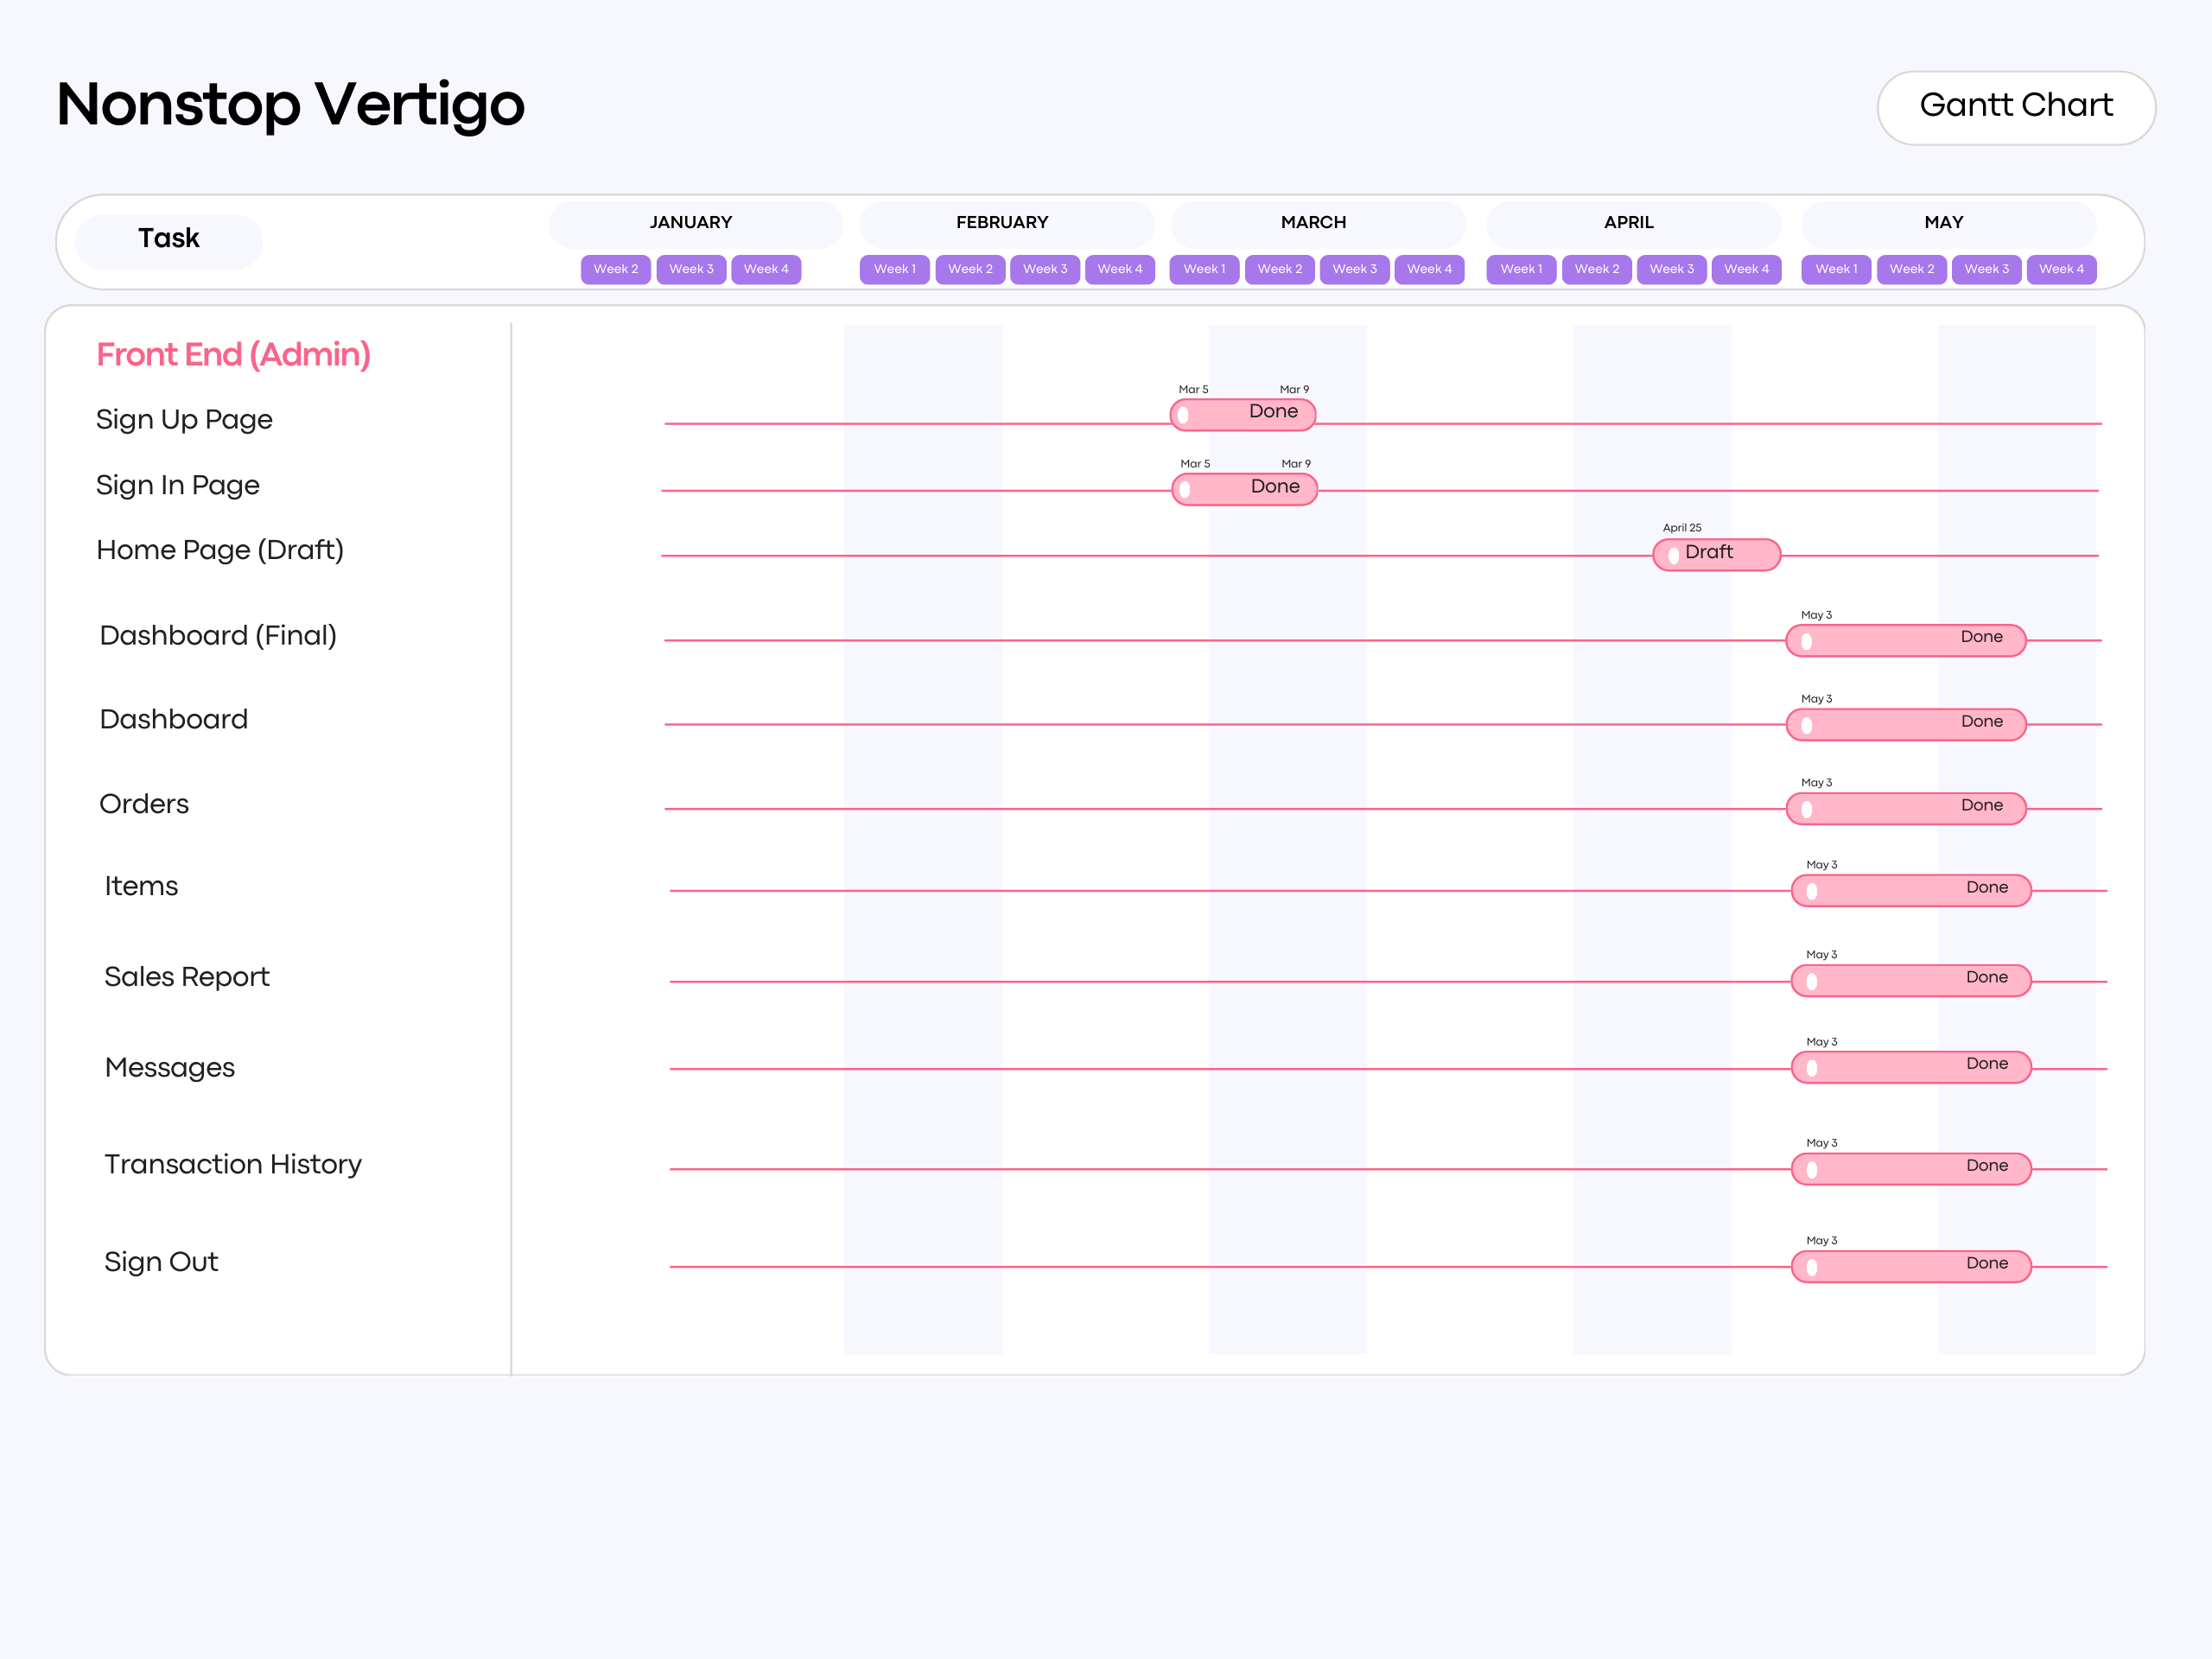 Nonstop Vertigo
Gantt Chart
Task
JANUARY FEBRUARY MARCH APRIL MAY
Week 2 Week 3 Week 4 Week 1 Week 2 Week 3 Week 4 Week 1 Week 2 Week 3 Week 4 Week 1 Week 2 Week 3 Week 4 Week 1 Week 2 Week 3 Week 4
Front End (Admin)
Mar 5 Mar 9
Sign Up Page Done
Mar 5 Mar 9
Sign In Page Done
April 25
Home Page (Draft) Draft
May 3
Dashboard (Final) Done
May 3
Dashboard Done
May 3
Orders Done
May 3
Items Done
May 3
Sales Report Done
May 3
Messages Done
May 3
Transaction History Done
May 3
Sign Out Done